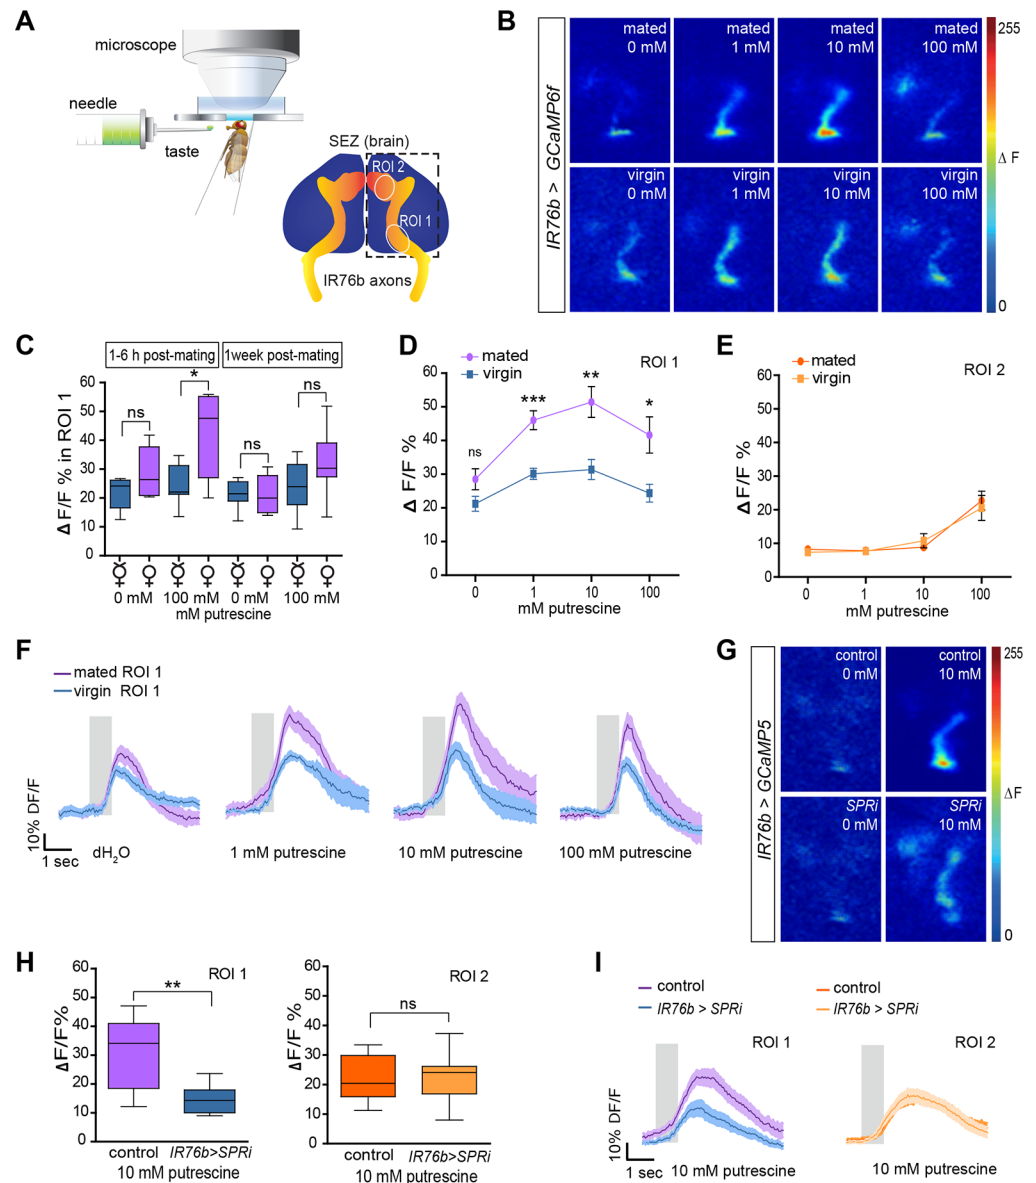 A
microscope
needle
taste
SEZ (brain)
ROI 2
ROI 1
IR76b axons
B
IR76b > GCaMP6f
mated
0 mM
mated
1 mM
mated
10 mM
mated
100 mM
virgin
0 mM
virgin
1 mM
virgin
10 mM
virgin
100 mM
255
Δ F
0
C
1-6 h post-mating
1week post-mating
Δ F/F % in ROI 1
60
50
40
30
20
10
0
ns
*
ns
ns
0 mM
100 mM
0 mM
100 mM
mM putrescine
D
mated
virgin
ROI 1
Δ F/F %
60
50
40
30
20
10
0
ns
***
**
*
0
1
10
100
mM putrescine
E
mated
virgin
ROI 2
Δ F/F %
60
50
40
30
20
10
0
0
1
10
100
mM putrescine
F
mated ROI 1
virgin ROI 1
10% DF/F
1 sec
dH2O
1 mM putrescine
10 mM putrescine
100 mM putrescine
G
IR76b > GCaMP5
control
0 mM
control
10 mM
SPRi
0 mM
SPRi
10 mM
255
ΔF
0
H
ROI 1
ΔF/F%
60
50
40
30
20
10
0
**
control
IR76b>SPRi
10 mM putrescine
ROI 2
ΔF/F %
60
50
40
30
20
10
0
ns
control
IR76b>SPRi
10 mM putrescine
I
control
IR76b > SPRi
control
IR76b > SPRi
ROI 1
ROI 2
10% DF/F
1 sec
10 mM putrescine
10 mM putrescine